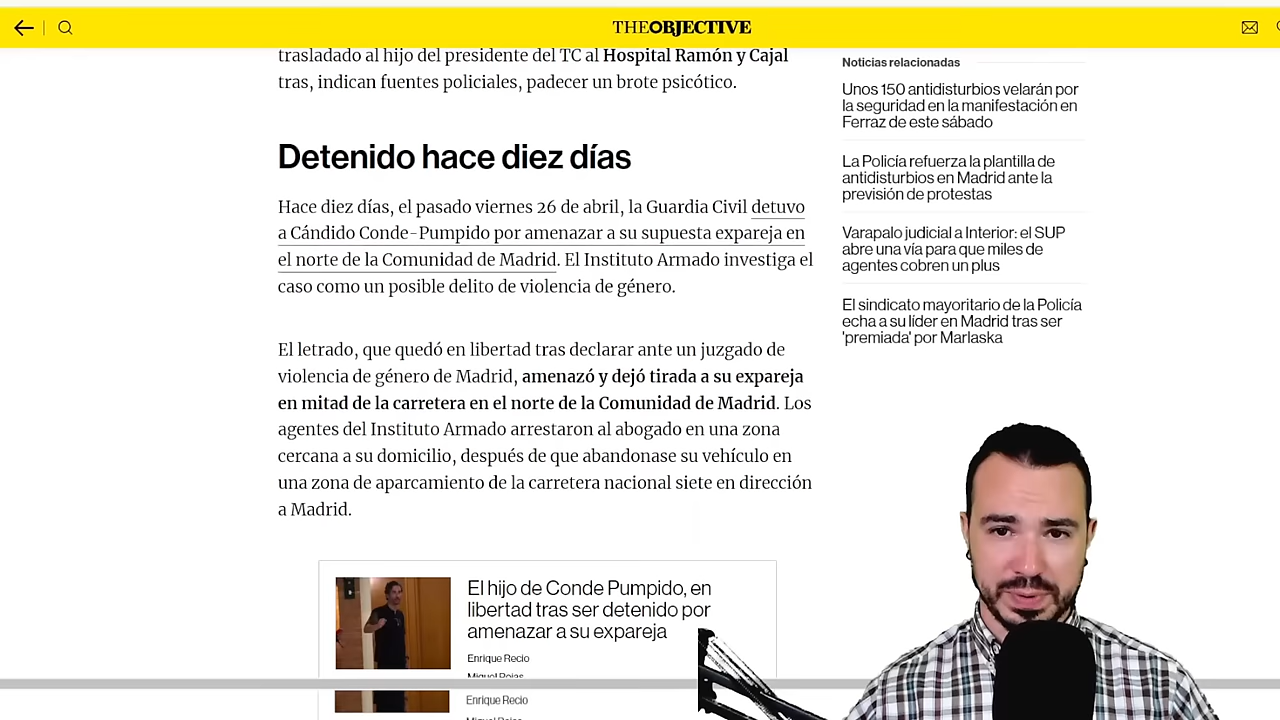 THEOBJECTIVE
trasladado al hijo del presidente del TC al Hospital Ramón y Cajal
tras, indican fuentes policiales, padecer un brote psicótico.
Detenido hace diez días
Hace diez días, el pasado viernes 26 de abril, la Guardia Civil detuvo
a Cándido Conde-Pumpido por amenazar a su supuesta expareja en
el norte de la Comunidad de Madrid. El Instituto Armado investiga el
caso como un posible delito de violencia de género.
El letrado, que quedó en libertad tras declarar ante un juzgado de
violencia de género de Madrid, amenazó y dejó tirada a su expareja
en mitad de la carretera en el norte de la Comunidad de Madrid. Los
agentes del Instituto Armado arrestaron al abogado en una zona
cercana a su domicilio, después de que abandonase su vehículo en
una zona de aparcamiento de la carretera nacional siete en dirección
a Madrid.
El hijo de Conde Pumpido, en
libertad tras ser detenido por
amenazar a su expareja
Enrique Recio
Miguel Rojas
Enrique Recio
Noticias relacionadas
Unos 150 antidisturbios velarán por
la seguridad en la manifestación en
Ferraz de este sábado
La Policía refuerza la plantilla de
antidisturbios en Madrid ante la
previsión de protestas
Varapalo judicial a Interior: el SUP
abre una vía para que miles de
agentes cobren un plus
El sindicato mayoritario de la Policía
echa a su líder en Madrid tras ser
'premiada' por Marlaska